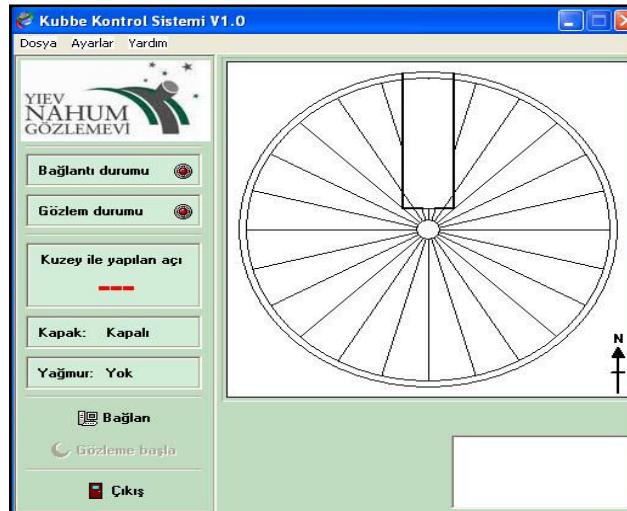 Kubbe Kontrol Sistemi V1.0
Dosya Ayarlar Yardım
YIEV
NAHUM
GÖZLEMEVİ
Bağlantı durumu
Gözlem durumu
Kuzey ile yapılan açı
---
Kapak: Kapalı
Yağmur: Yok
Bağlan
Gözleme başla
Çıkış
N